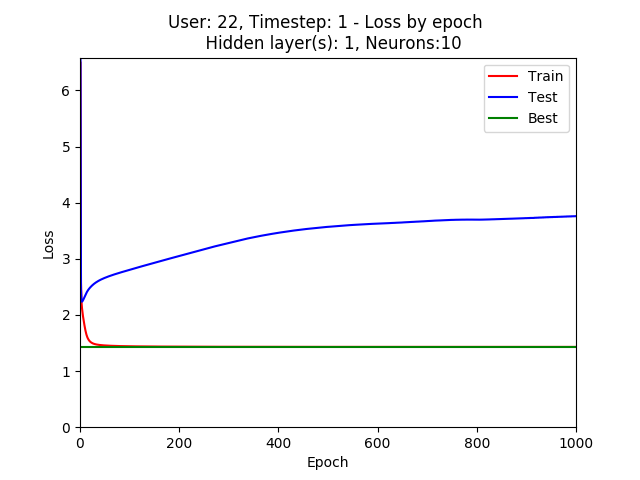 User: 22, Timestep: 1 - Loss by epoch
Hidden layer(s): 1, Neurons:10
Train
Test
Best
6
5
4
3
2
1
0
Loss
0 200 400 600 800 1000
Epoch